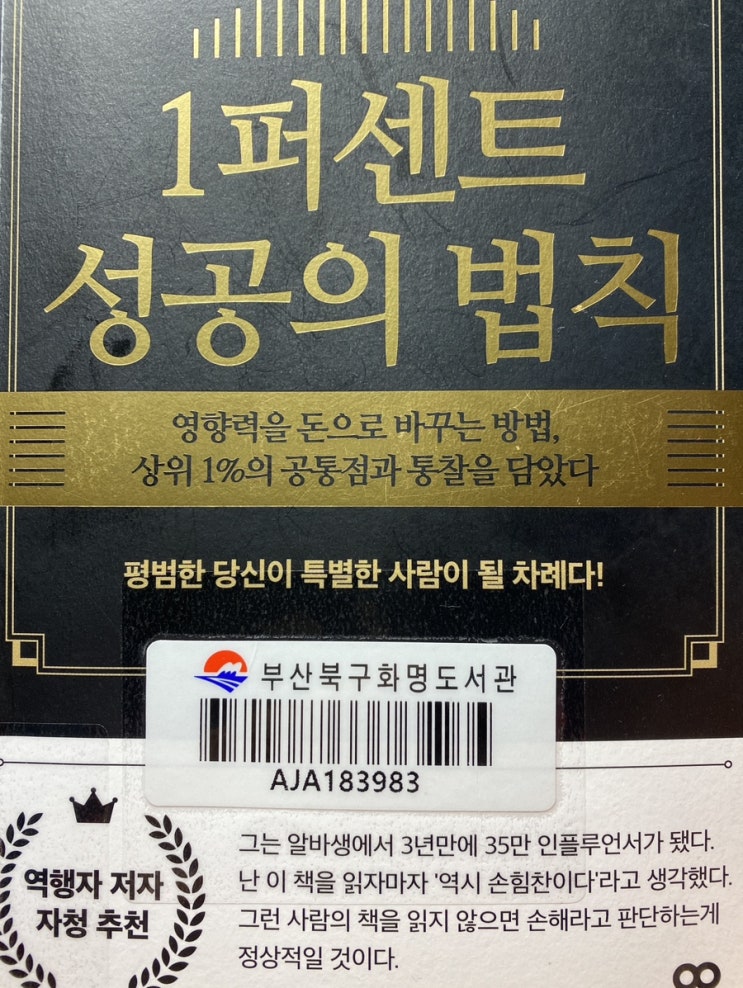 1퍼센트
성공의 법칙
영향력을 돈으로 바꾸는 방법,
상위 1%의 공통점과 통찰을 담았다
평범한 당신이 특별한 사람이 될 차례다!
부산북구화명도서관
AJA183983
역행자 저자
자청 추천
그는 알바생에서 3년만에 35만 인플루언서가 됐다.
난 이 책을 읽자마자 '역시 손힘찬이다'라고 생각했다.
그런 사람의 책을 읽지 않으면 손해라고 판단하는게
정상적일 것이다.